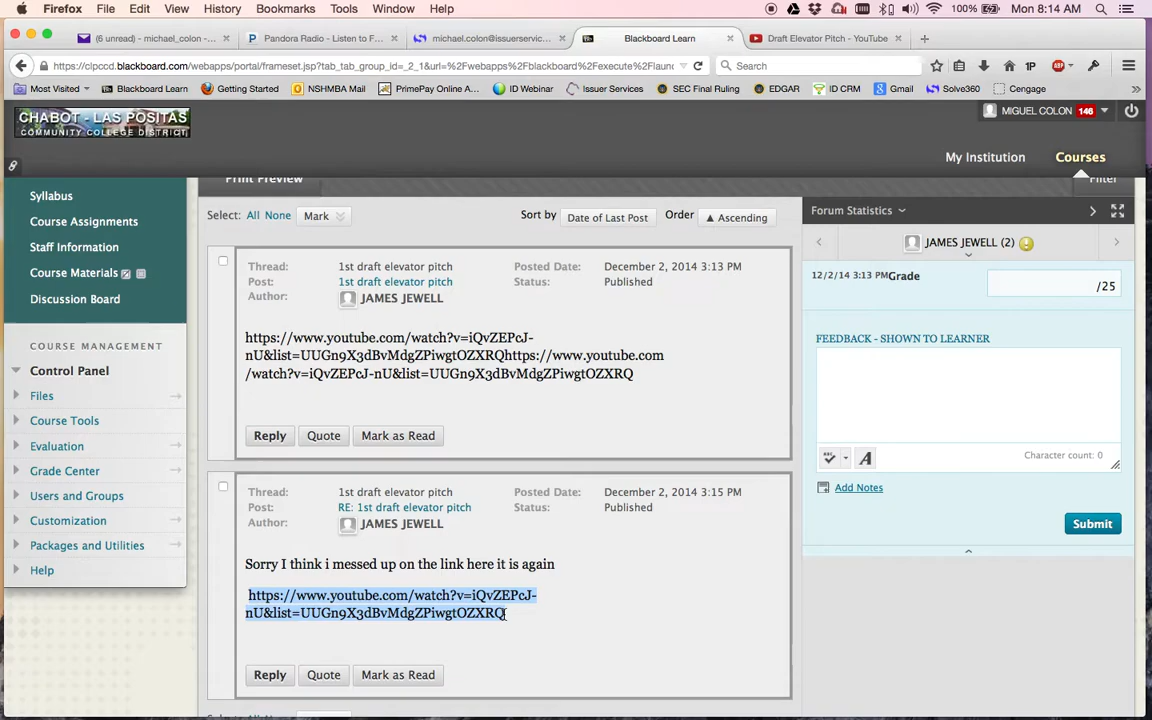 Firefox File Edit View History Bookmarks Tools Window Help 100% Mon 8:14 AM
(6 unread) - michael_colon - ... Pandora Radio - Listen to F... michael.colon@issuerservic... Blackboard Learn Draft Elevator Pitch - YouTube
https://clpccd.blackboard.com/webapps/portal/frameset.jsp?tab_tab_group_id=_2_1&url=%2Fwebapps%2Fblackboard%2Fexecute%2Flaunc Search
Most Visited Blackboard Learn Getting Started NSHMBA Mail PrimePay Online A... ID Webinar Issuer Services SEC Final Ruling EDGAR ID CRM Gmail Solve360 Cengage
CHABOT - LAS POSITAS
COMMUNITY COLLEGE DISTRICT
MIGUEL COLON 146
My Institution Courses
Print Preview Filter
Syllabus
Course Assignments
Staff Information
Course Materials
Discussion Board
COURSE MANAGEMENT
Control Panel
Files
Course Tools
Evaluation
Grade Center
Users and Groups
Customization
Packages and Utilities
Help
Select: All None Mark Sort by Date of Last Post Order Ascending
Thread: 1st draft elevator pitch Posted Date: December 2, 2014 3:13 PM
Post: 1st draft elevator pitch Status: Published
Author: JAMES JEWELL
https://www.youtube.com/watch?v=iQvZEPcJ-
nU&list=UUGn9X3dBvMdgZPiwgtOZXRQhttps://www.youtube.com
/watch?v=iQvZEPcJ-nU&list=UUGn9X3dBvMdgZPiwgtOZXRQ
Reply Quote Mark as Read
Thread: 1st draft elevator pitch Posted Date: December 2, 2014 3:15 PM
Post: RE: 1st draft elevator pitch Status: Published
Author: JAMES JEWELL
Sorry I think i messed up on the link here it is again
https://www.youtube.com/watch?v=iQvZEPcJ-
nU&list=UUGn9X3dBvMdgZPiwgtOZXRQ
Reply Quote Mark as Read
Forum Statistics
JAMES JEWELL (2)
12/2/14 3:13 PM Grade /25
FEEDBACK - SHOWN TO LEARNER
Character count: 0
Add Notes
Submit